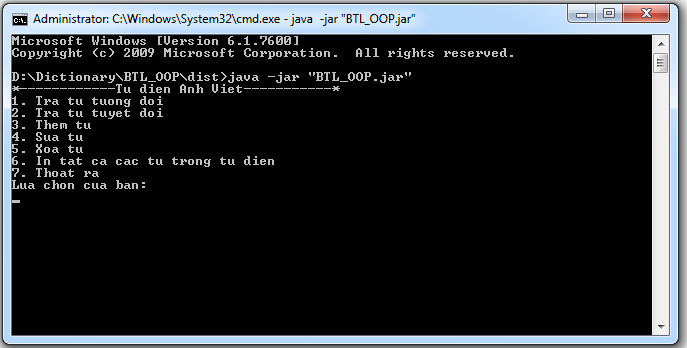 Administrator: C:\Windows\System32\cmd.exe - java -jar "BTL_OOP.jar"
Microsoft Windows [Version 6.1.7600]
Copyright (c) 2009 Microsoft Corporation.  All rights reserved.
D:\Dictionary\BTL_OOP\dist>java -jar "BTL_OOP.jar"
*------------Tu dien Anh Viet-----------*
1. Tra tu tuong doi
2. Tra tu tuyet doi
3. Them tu
4. Sua tu
5. Xoa tu
6. In tat ca cac tu trong tu dien
7. Thoat ra
Lua chon cua ban: